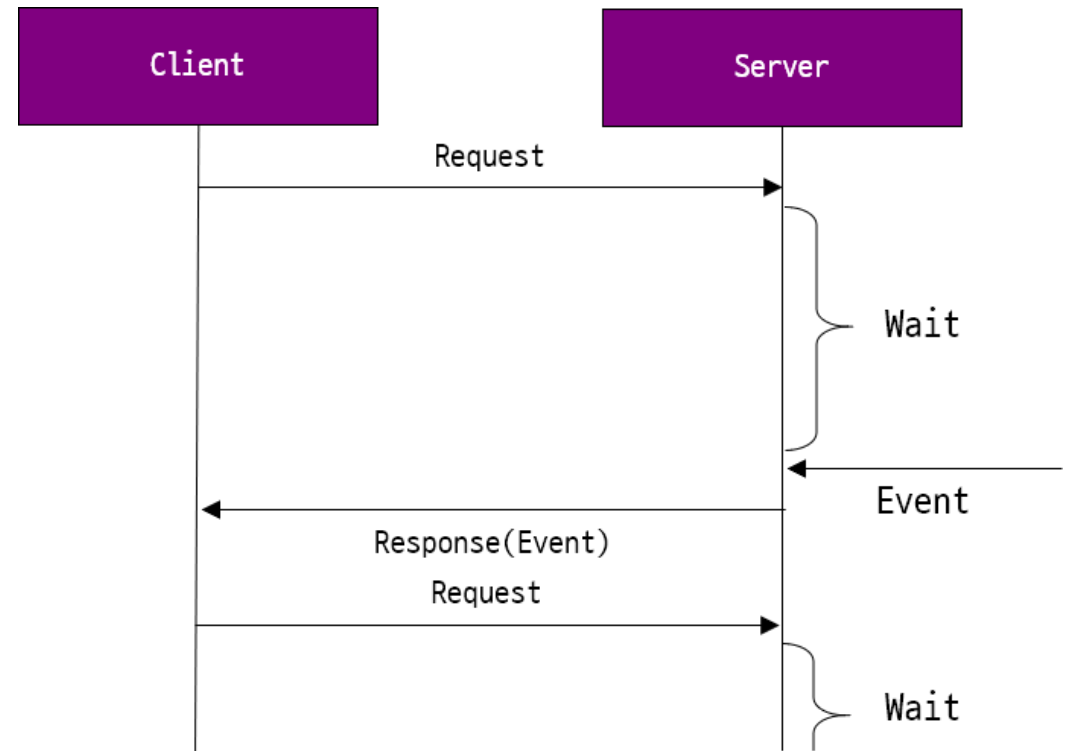 Client
Server
Request
Wait
Event
Response(Event)
Request
Wait